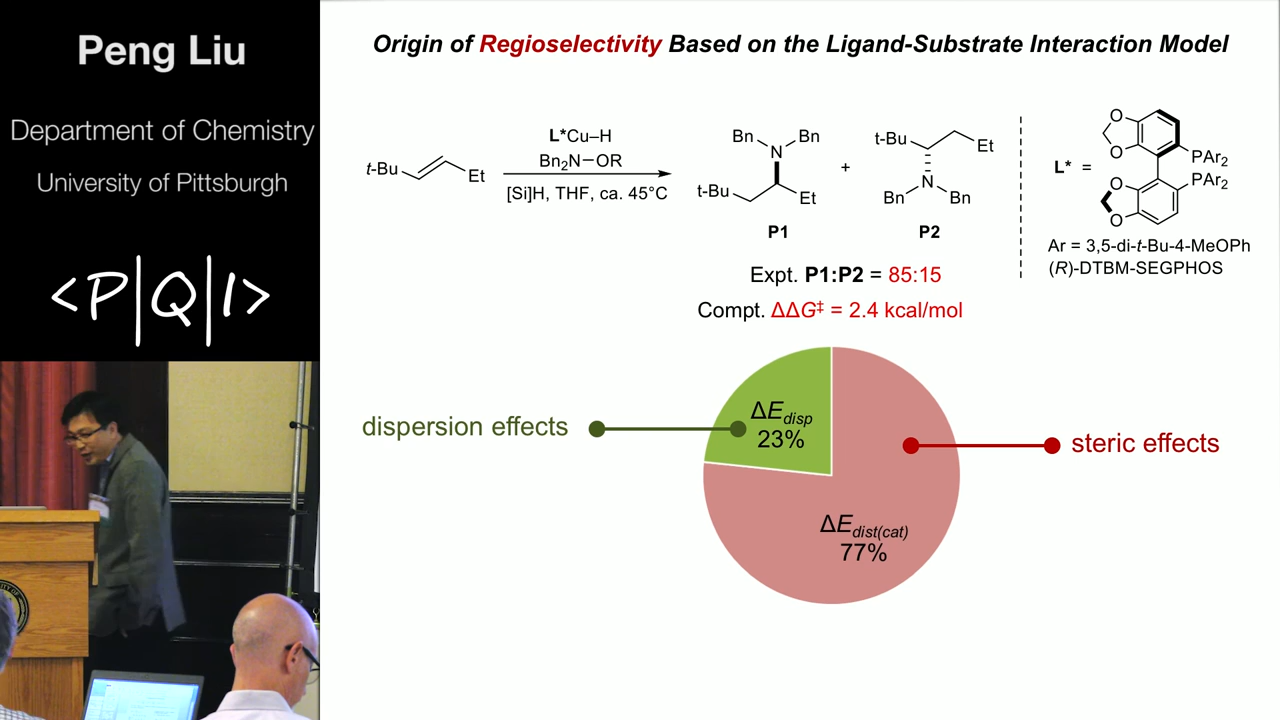 Peng Liu
Department of Chemistry
University of Pittsburgh
<P|Q|I>
Origin of Regioselectivity Based on the Ligand-Substrate Interaction Model
t-Bu
Et
L*Cu–H
Bn₂N–OR
[Si]H, THF, ca. 45°C
Bn
Bn
N
t-Bu
Et
P1
+
t-Bu
Et
N
Bn
Bn
P2
L* =
O
O
O
O
PAr₂
PAr₂
Ar = 3,5-di-t-Bu-4-MeOPh
(R)-DTBM-SEGPHOS
Expt. P1:P2 = 85:15
Compt. ΔΔG‡ = 2.4 kcal/mol
dispersion effects
ΔEdisp
23%
steric effects
ΔEdist(cat)
77%